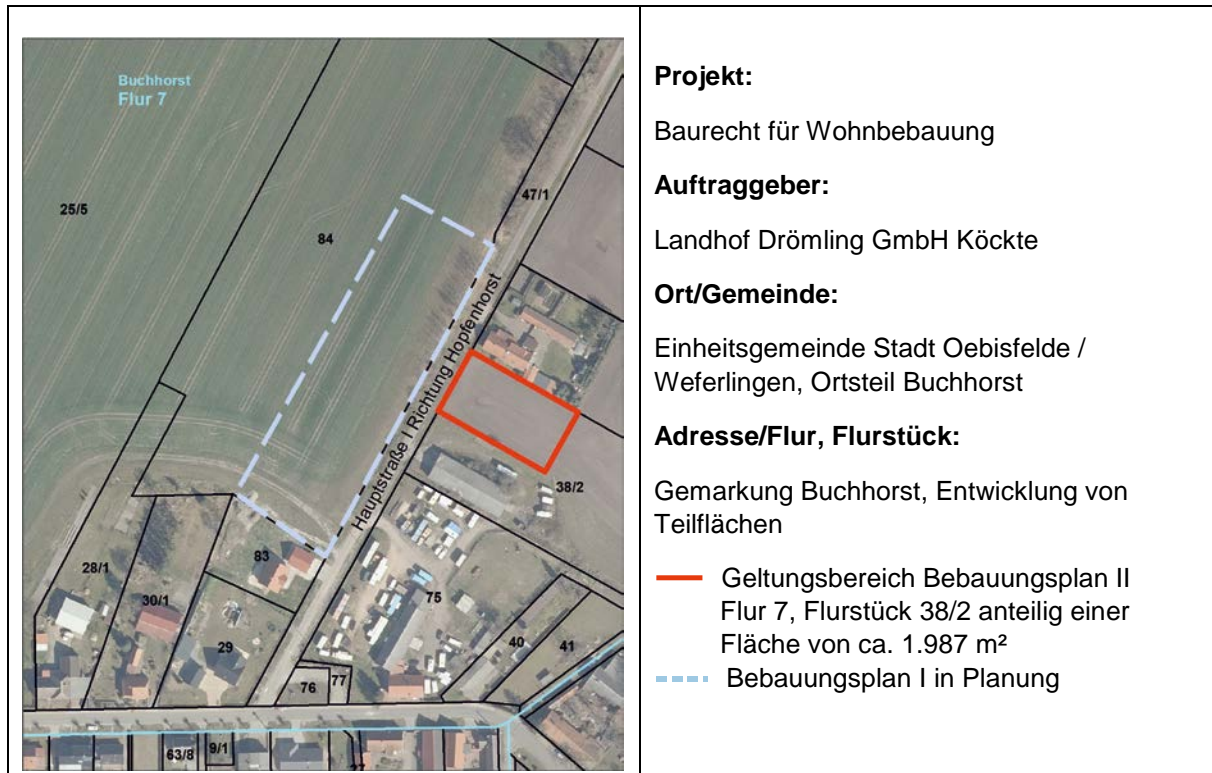 Buchhorst
Flur 7
25/5
84
47/1
Hauptstraße I Richtung Hopfenhorst
38/2
83
28/1
30/1
29
75
40
41
76
77
63/8
9/1
Projekt:
Baurecht für Wohnbebauung
Auftraggeber:
Landhof Drömling GmbH Köckte
Ort/Gemeinde:
Einheitsgemeinde Stadt Oebisfelde /
Weferlingen, Ortsteil Buchhorst
Adresse/Flur, Flurstück:
Gemarkung Buchhorst, Entwicklung von
Teilflächen
Geltungsbereich Bebauungsplan II
Flur 7, Flurstück 38/2 anteilig einer
Fläche von ca. 1.987 m²
Bebauungsplan I in Planung